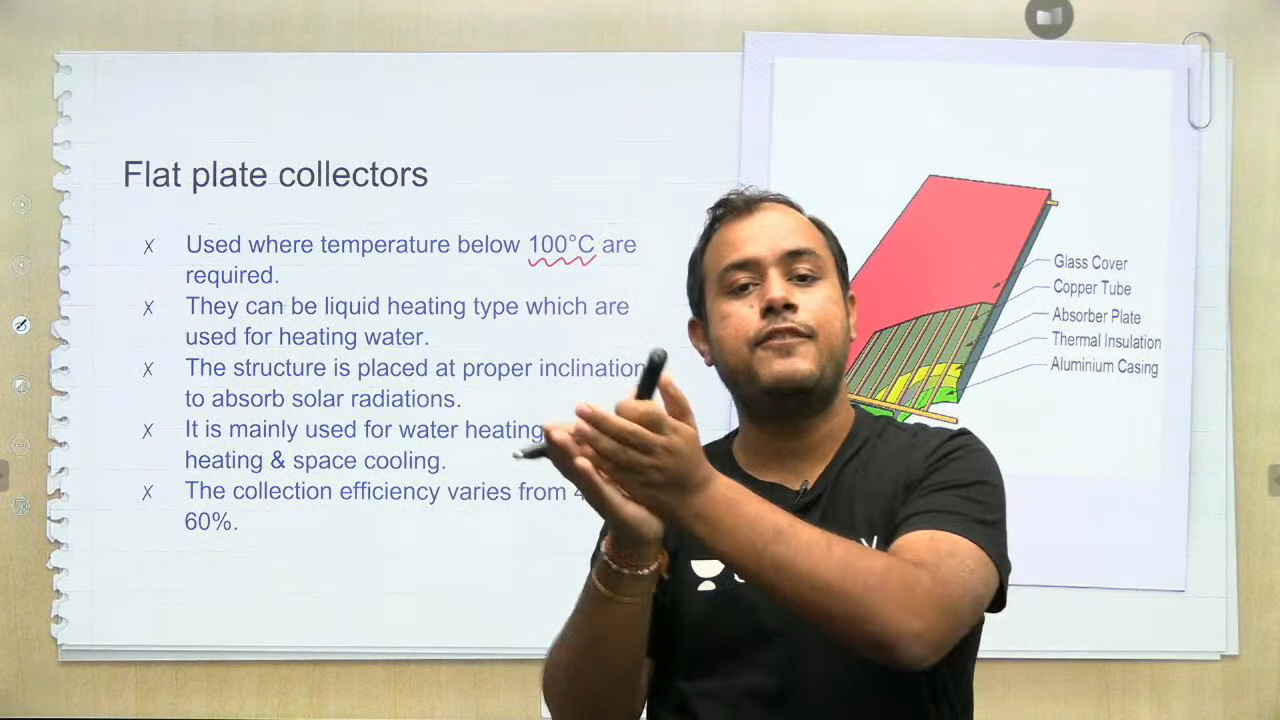 Flat plate collectors
x Used where temperature below 100°C are
required.
x They can be liquid heating type which are
used for heating water.
x The structure is placed at proper inclination
to absorb solar radiations.
x It is mainly used for water heating
heating & space cooling.
x The collection efficiency varies from 4
60%.
Glass Cover
Copper Tube
Absorber Plate
Thermal Insulation
Aluminium Casing